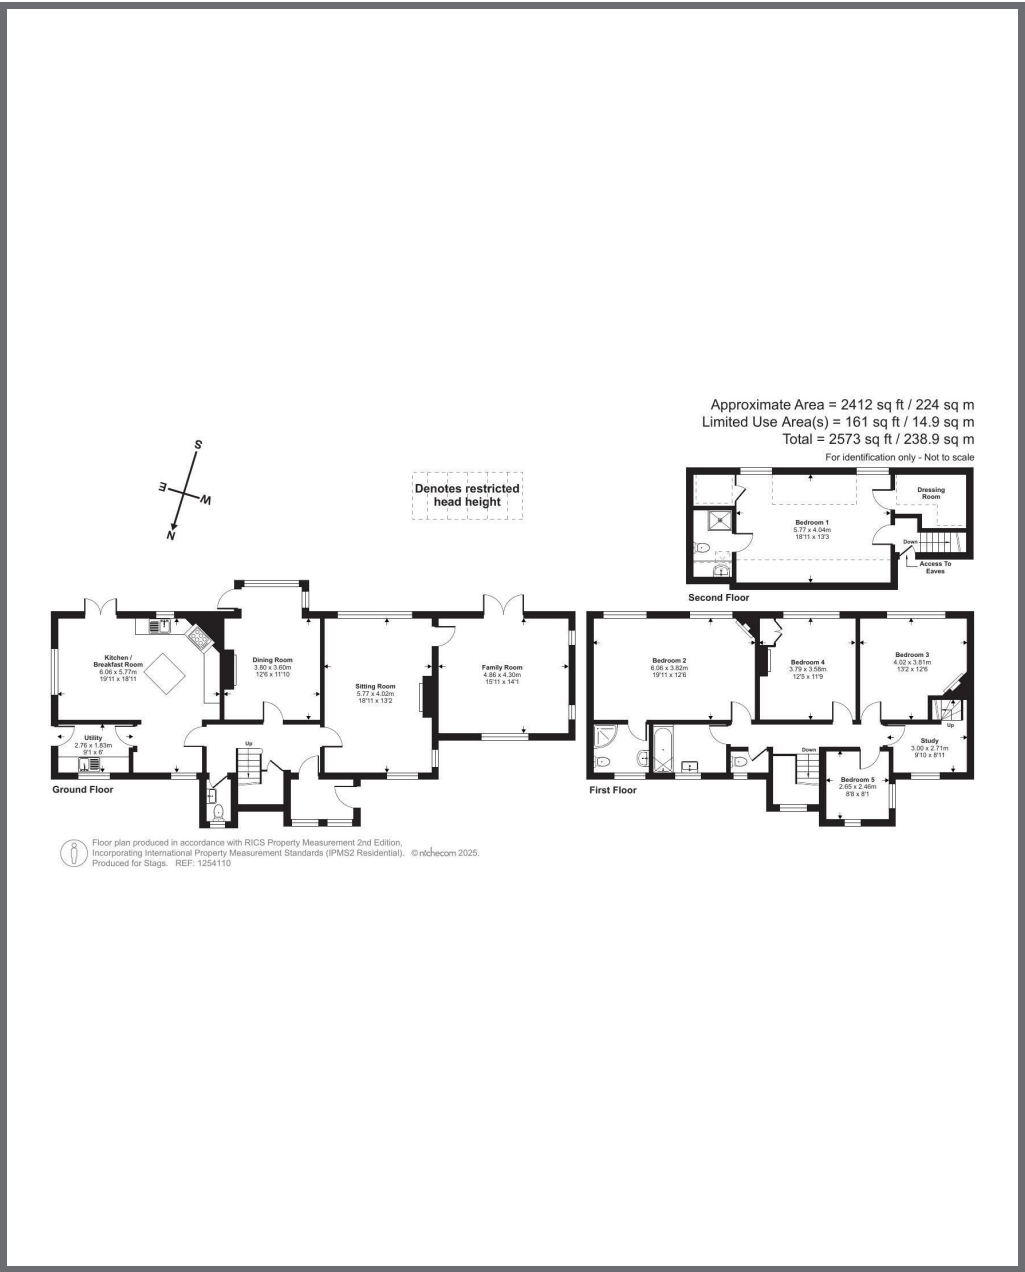 Approximate Area = 2412 sq ft / 224 sq m
Limited Use Area(s) = 161 sq ft / 14.9 sq m
Total = 2573 sq ft / 238.9 sq m
For identification only - Not to scale
S
E
W
N
Denotes restricted
head height
Bedroom 1
5.77 x 4.04m
18'11 x 13'3
Dressing
Room
Down
Access To
Eaves
Second Floor
Kitchen /
Breakfast Room
6.06 x 5.77m
19'11 x 18'11
Dining Room
3.80 x 3.60m
12'6 x 11'10
Sitting Room
5.77 x 4.02m
18'11 x 13'2
Family Room
4.86 x 4.30m
15'11 x 14'1
Utility
2.76 x 1.83m
9'1 x 6'
Up
Ground Floor
Bedroom 2
6.06 x 3.82m
19'11 x 12'6
Bedroom 4
3.79 x 3.58m
12'5 x 11'9
Bedroom 3
4.02 x 3.81m
13'2 x 12'6
Up
Study
3.00 x 2.71m
9'10 x 8'11
Down
Bedroom 5
2.65 x 2.46m
8'8 x 8'1
First Floor
Floor plan produced in accordance with RICS Property Measurement 2nd Edition,
Incorporating International Property Measurement Standards (IPMS2 Residential). © nichecom 2025.
Produced for Stags. REF: 1254110